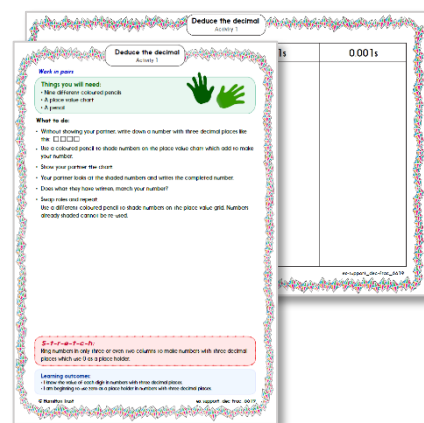 Deduce the decimal
Activity 1
1s
0.001s
Deduce the decimal
Activity 1
Work in pairs
Things you will need:
• Nine different coloured pencils
• A place value chart
• A pencil
What to do:
• Without showing your partner, write down a number with three decimal places like
this
• Use a coloured pencil to shade numbers on the place value chart which add to make
your number.
• Show your partner the chart.
• Your partner looks at the shaded numbers and writes the completed number.
• Does what they have written, match your number?
• Swap roles and repeat!
Use a different coloured pencil to shade numbers on the place value grid. Numbers
already shaded cannot be re-used.
S-t-r-e-t-c-h:
Ring numbers in only three or even two columns to make numbers with three decimal
places which use 0 as a place holder.
Learning outcomes:
• I know the value of each digit in numbers with three decimal places.
• I am beginning to use zero as a place holder in numbers with three decimal places.
© Hamilton Trust